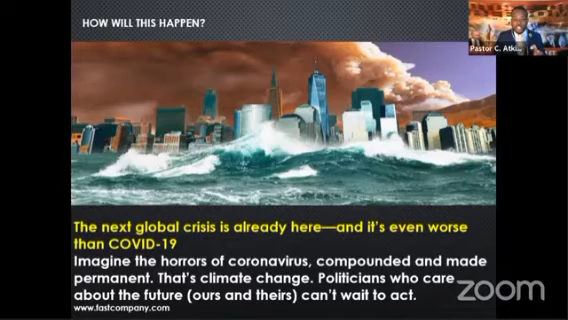 HOW WILL THIS HAPPEN?
Pastor C. Atki...
The next global crisis is already here—and it's even worse
than COVID-19
Imagine the horrors of coronavirus, compounded and made
permanent. That's climate change. Politicians who care
about the future (ours and theirs) can't wait to act.
www.fastcompany.com
zoom